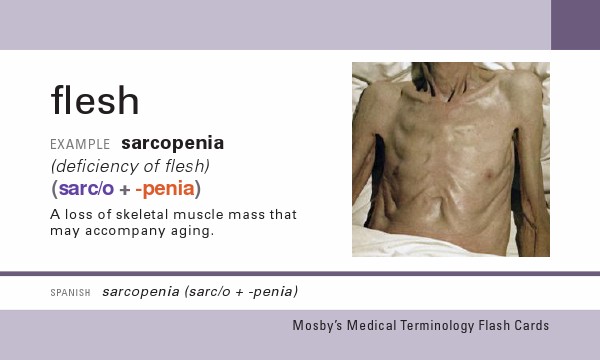 flesh
EXAMPLE sarcopenia
(deficiency of flesh)
(sarc/o + -penia)
A loss of skeletal muscle mass that
may accompany aging.
SPANISH sarcopenia (sarc/o + -penia)
Mosby's Medical Terminology Flash Cards